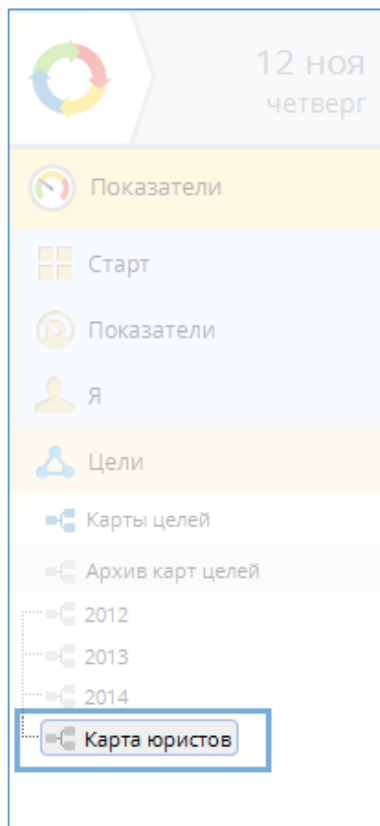 12 ноя
четверг
Показатели
Старт
Показатели
Я
Цели
Карты целей
Архив карт целей
2012
2013
2014
Карта юристов